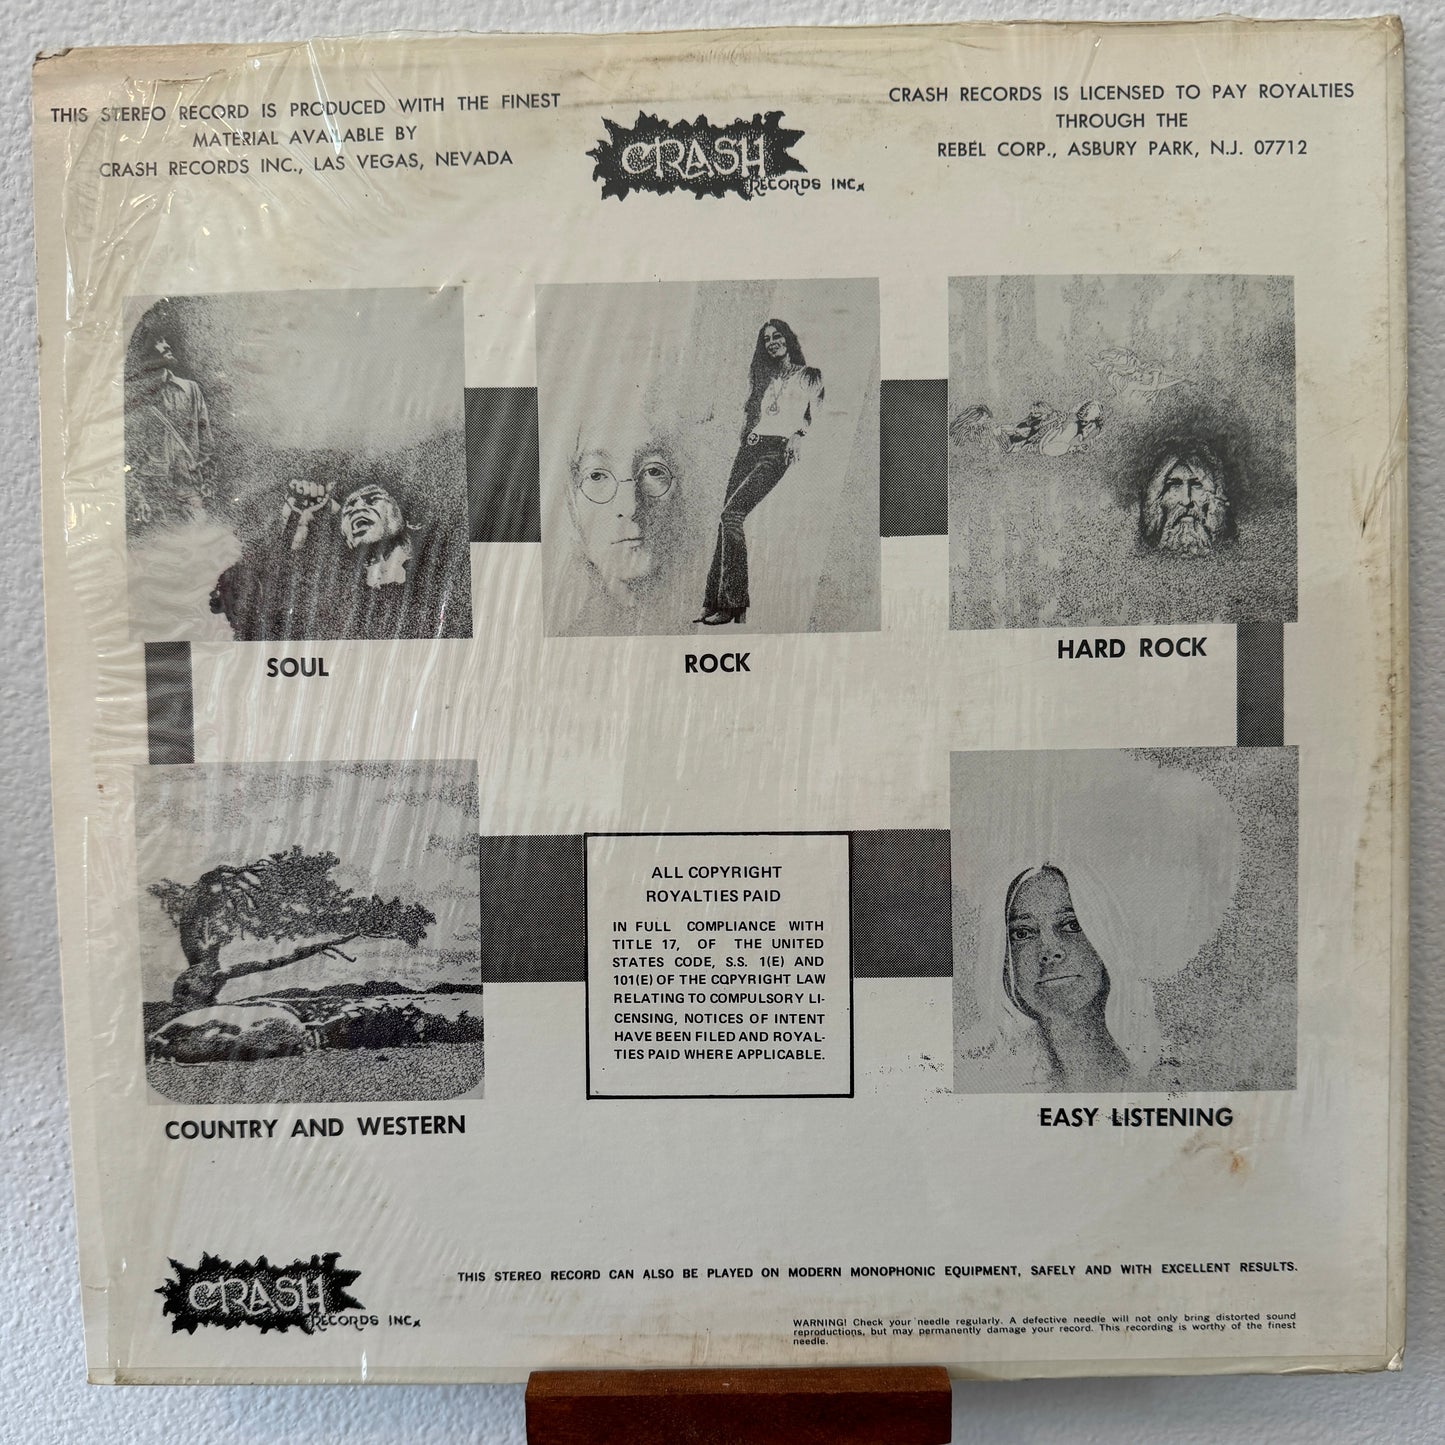 THIS STEREO RECORD IS PRODUCED WITH THE FINEST
MATERIAL AVAILABLE BY
CRASH RECORDS INC., LAS VEGAS, NEVADA
CRASH
RECORDS INC.
CRASH RECORDS IS LICENSED TO PAY ROYALTIES
THROUGH THE
REBEL CORP., ASBURY PARK, N.J. 07712
SOUL
ROCK
HARD ROCK
COUNTRY AND WESTERN
ALL COPYRIGHT
ROYALTIES PAID
IN FULL COMPLIANCE WITH
TITLE 17, OF THE UNITED
STATES CODE, S.S. 1(E) AND
101(E) OF THE COPYRIGHT LAW
RELATING TO COMPULSORY LI-
CENSING, NOTICES OF INTENT
HAVE BEEN FILED AND ROYAL-
TIES PAID WHERE APPLICABLE.
EASY LISTENING
CRASH
RECORDS INC.
THIS STEREO RECORD CAN ALSO BE PLAYED ON MODERN MONOPHONIC EQUIPMENT, SAFELY AND WITH EXCELLENT RESULTS.
WARNING! Check your needle regularly. A defective needle will not only bring distorted sound
reproductions, but may permanently damage your record. This recording is worthy of the finest
needle.